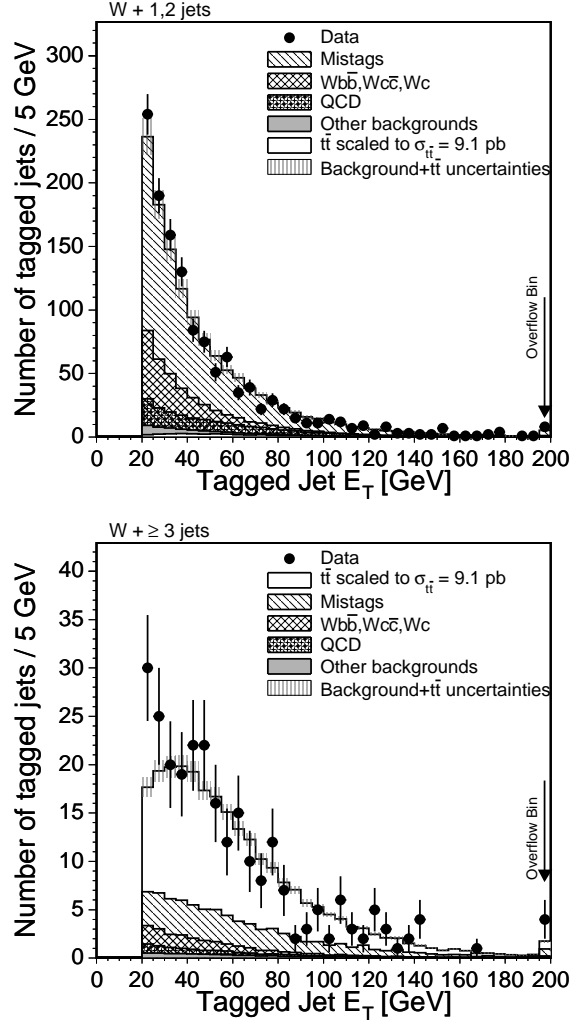 W + 1,2 jets
Number of tagged jets / 5 GeV
300
250
200
150
100
50
0
Data
Mistags
Wbb̄,Wcc̄,Wc
QCD
Other backgrounds
tt̄ scaled to σtt̄ = 9.1 pb
Background+tt̄ uncertainties
Overflow Bin
0 20 40 60 80 100 120 140 160 180 200
Tagged Jet ET [GeV]
W + ≥ 3 jets
Number of tagged jets / 5 GeV
40
35
30
25
20
15
10
5
0
Data
tt̄ scaled to σtt̄ = 9.1 pb
Mistags
Wbb̄,Wcc̄,Wc
QCD
Other backgrounds
Background+tt̄ uncertainties
Overflow Bin
0 20 40 60 80 100 120 140 160 180 200
Tagged Jet ET [GeV]